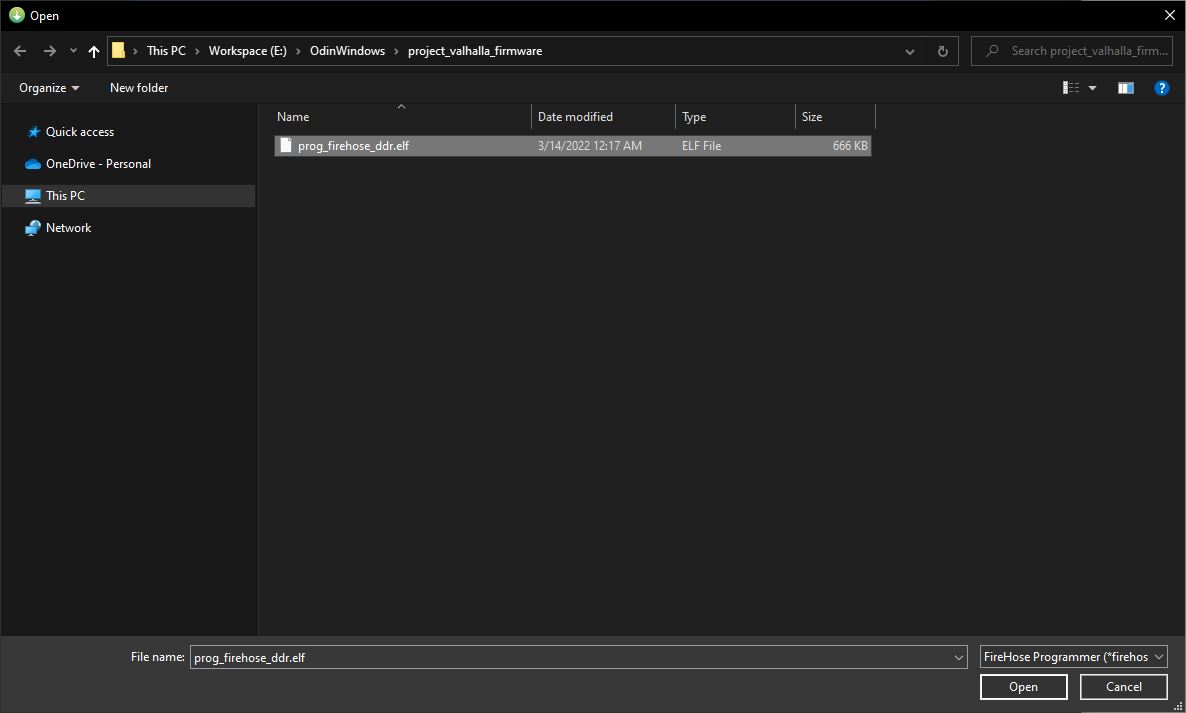 Open
This PC > Workspace (E:) > OdinWindows > project_valhalla_firmware
Search project_valhalla_firm...
Organize New folder
?
Quick access
OneDrive - Personal
This PC
Network
Name Date modified Type Size
prog_firehose_ddr.elf 3/14/2022 12:17 AM ELF File 666 KB
File name: prog_firehose_ddr.elf FireHose Programmer (*firehos
Open Cancel